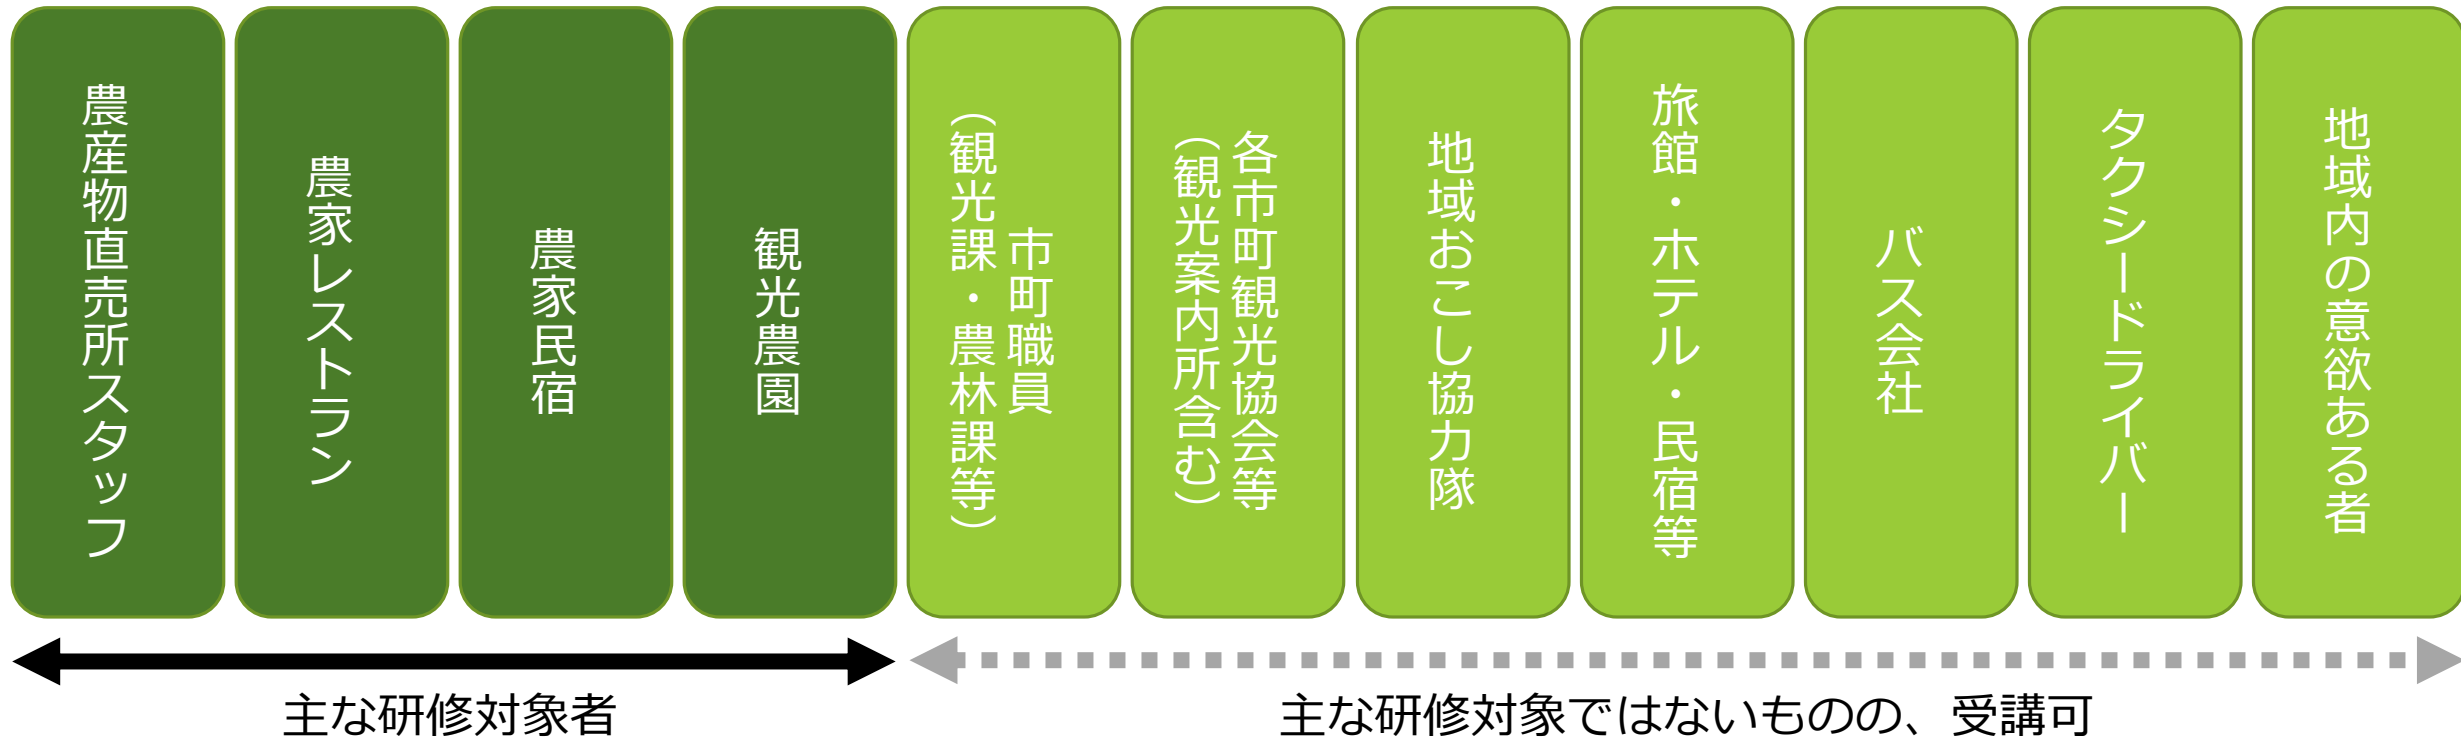 農産物直売所スタッフ
農家レストラン
農家民宿
観光農園
市町職員
（観光課・農林課等）
各市町観光協会等
（観光案内所含む）
地域おこし協力隊
旅館・ホテル・民宿等
バス会社
タクシードライバー
地域内の意欲ある者
主な研修対象者
主な研修対象ではないものの、受講可